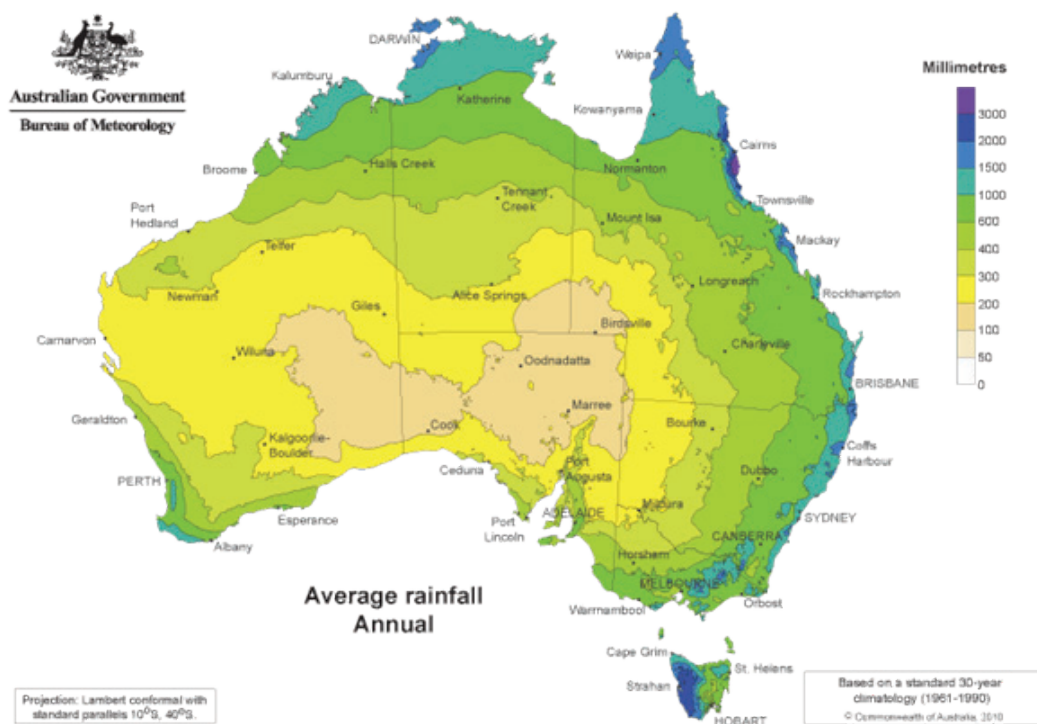 Australian Government
Bureau of Meteorology
DARWIN
Kalumburu
Katherine
Weipa
Kowanyama
Millimetres
3000
2000
1500
1000
600
400
300
200
100
50
0
Cairns
Broome
Halls Creek
Normanton
Port
Hedland
Tennant
Creek
Mount Isa
Townsville
Mackay
Telfer
Newman
Alice Springs
Longreach
Rockhampton
Giles
Birdsville
Carnarvon
Wiluna
Oodnadatta
Charleville
BRISBANE
Geraldton
Marree
Cook
Bourke
Kalgoorlie-
Boulder
Coffs
Harbour
Ceduna
Port
Augusta
Dubbo
PERTH
Esperance
Port
Lincoln
ADELAIDE
Mildura
SYDNEY
Albany
CANBERRA
Horsham
MELBOURNE
Warrnambool
Orbost
Average rainfall
Annual
Cape Grim
St. Helens
Strahan
HOBART
Projection: Lambert conformal with
standard parallels 10°S, 40°S.
Based on a standard 30-year
climatology (1961-1990)
© Commonwealth of Australia, 2010